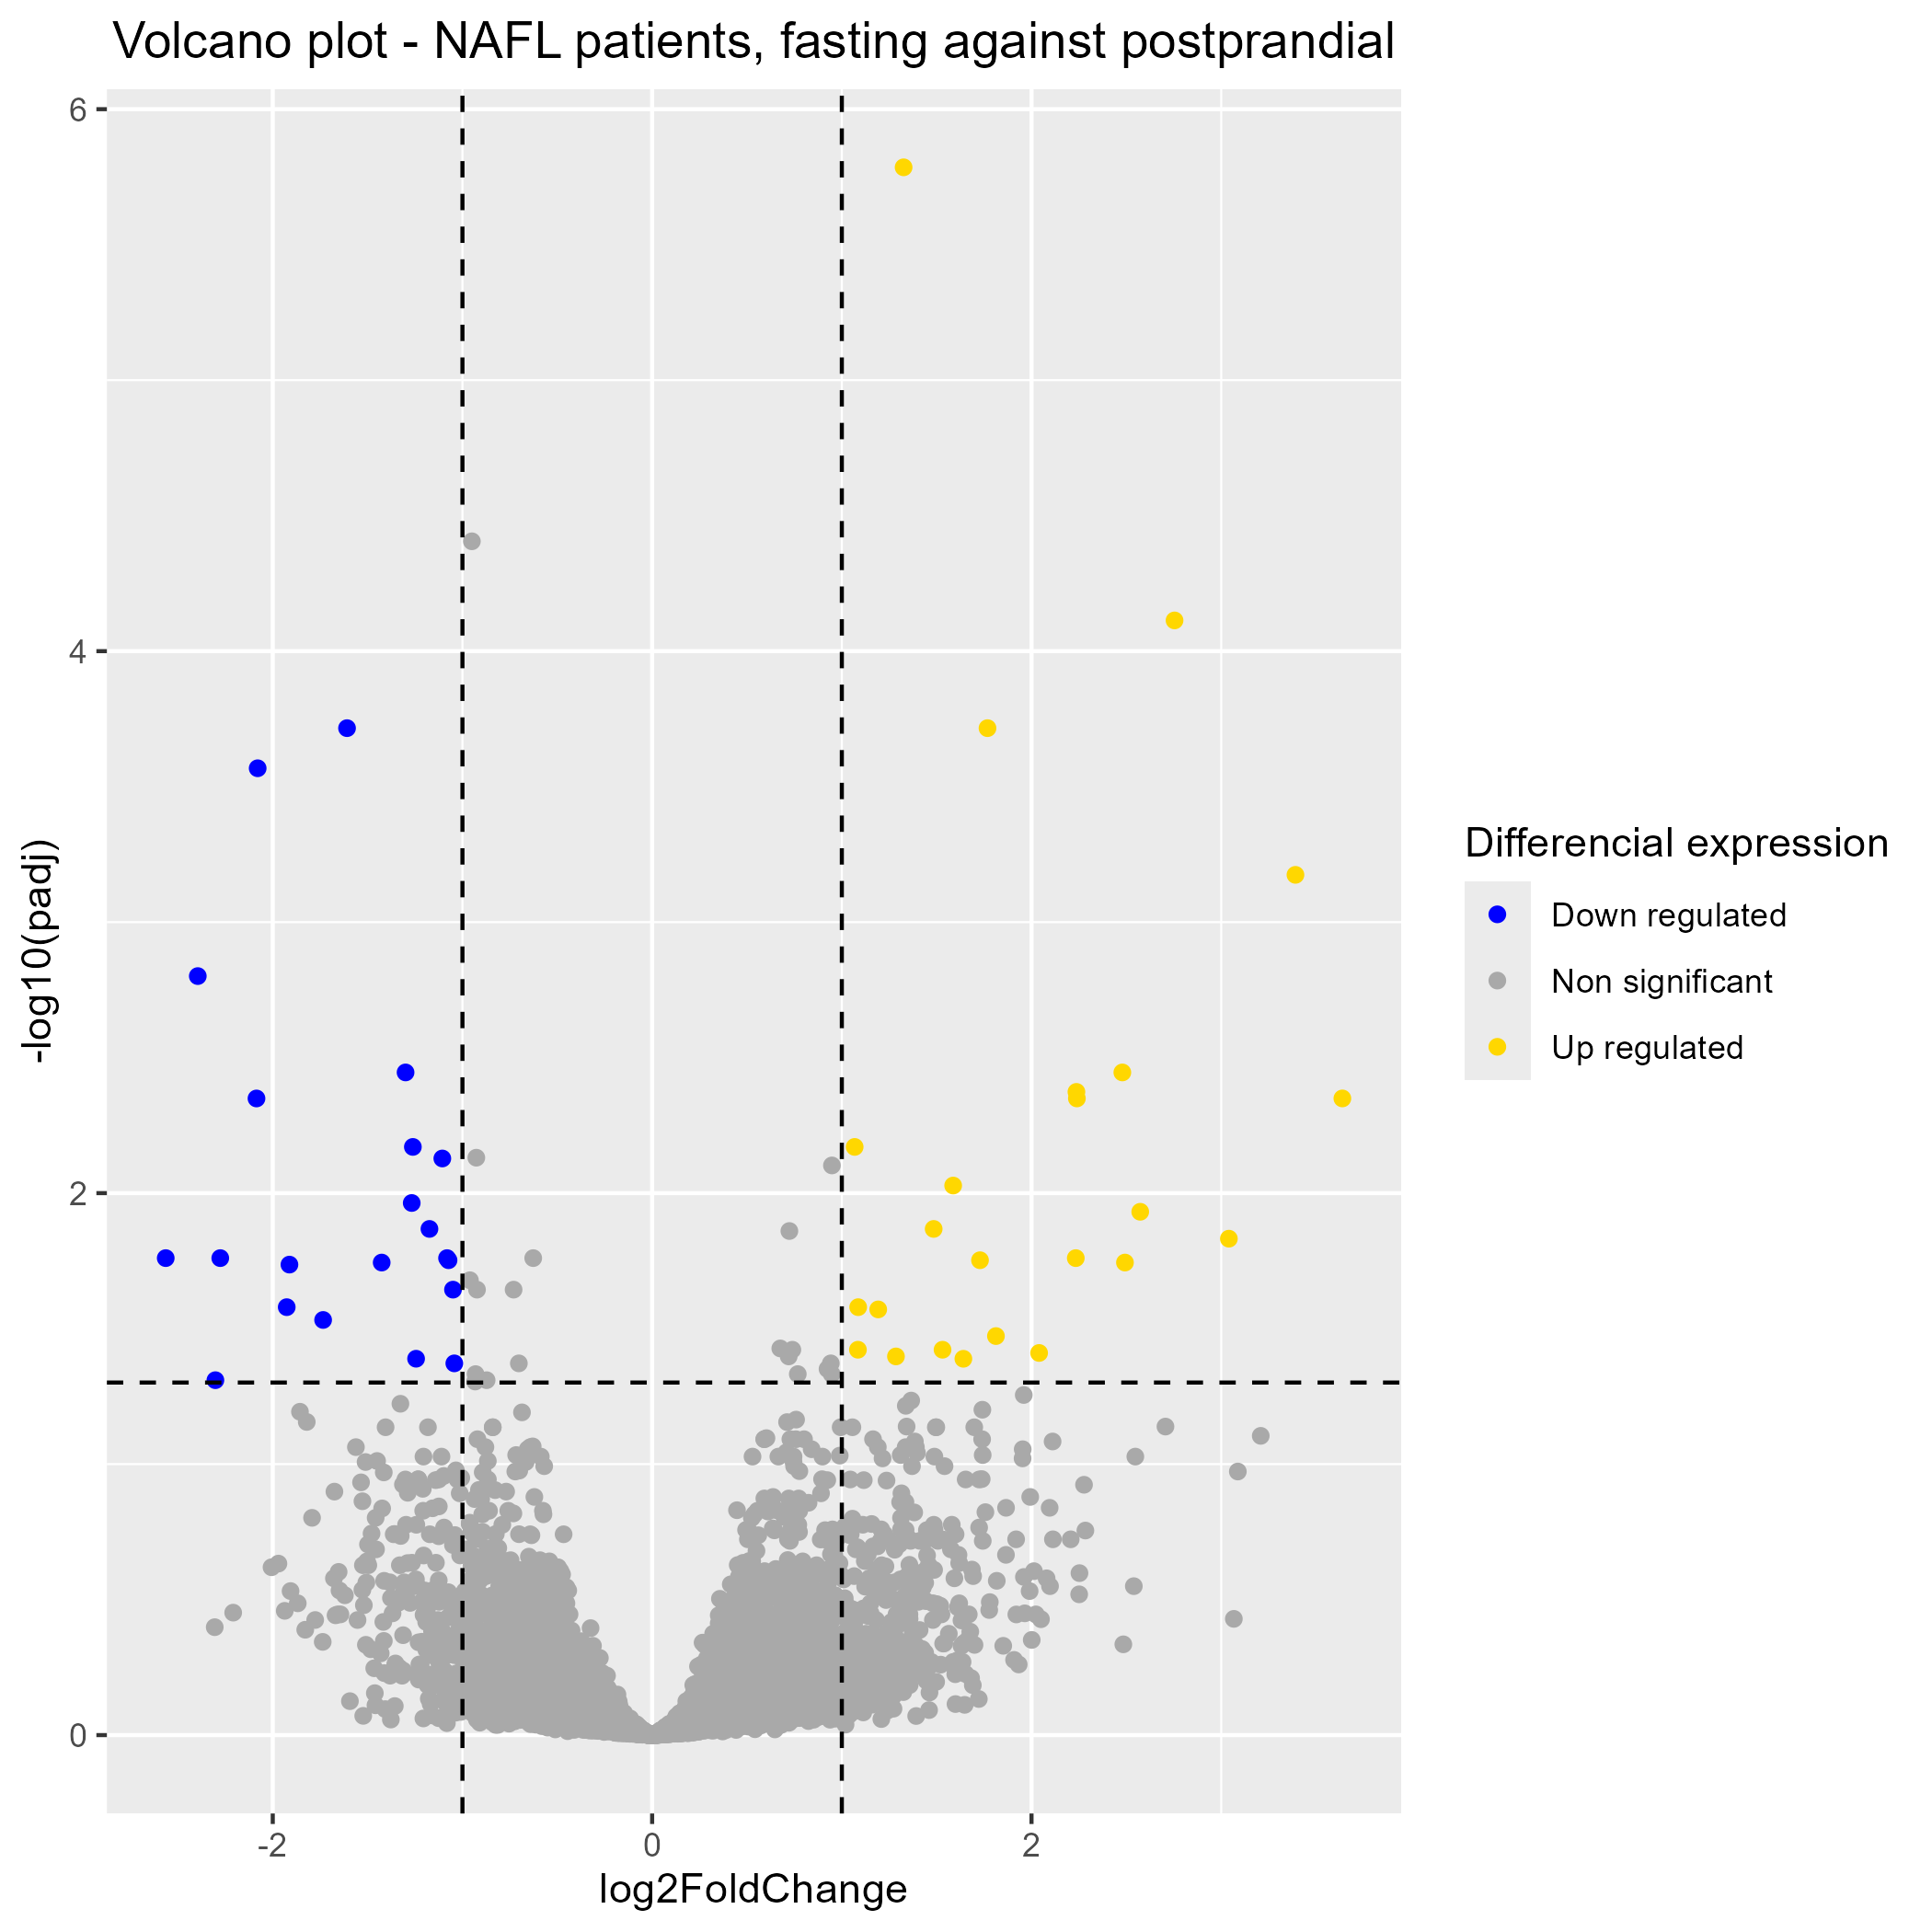 Volcano plot - NAFL patients, fasting against postprandial
6
4
2
0
-log10(padj)
-2
0
2
log2FoldChange
Differencial expression
Down regulated
Non significant
Up regulated